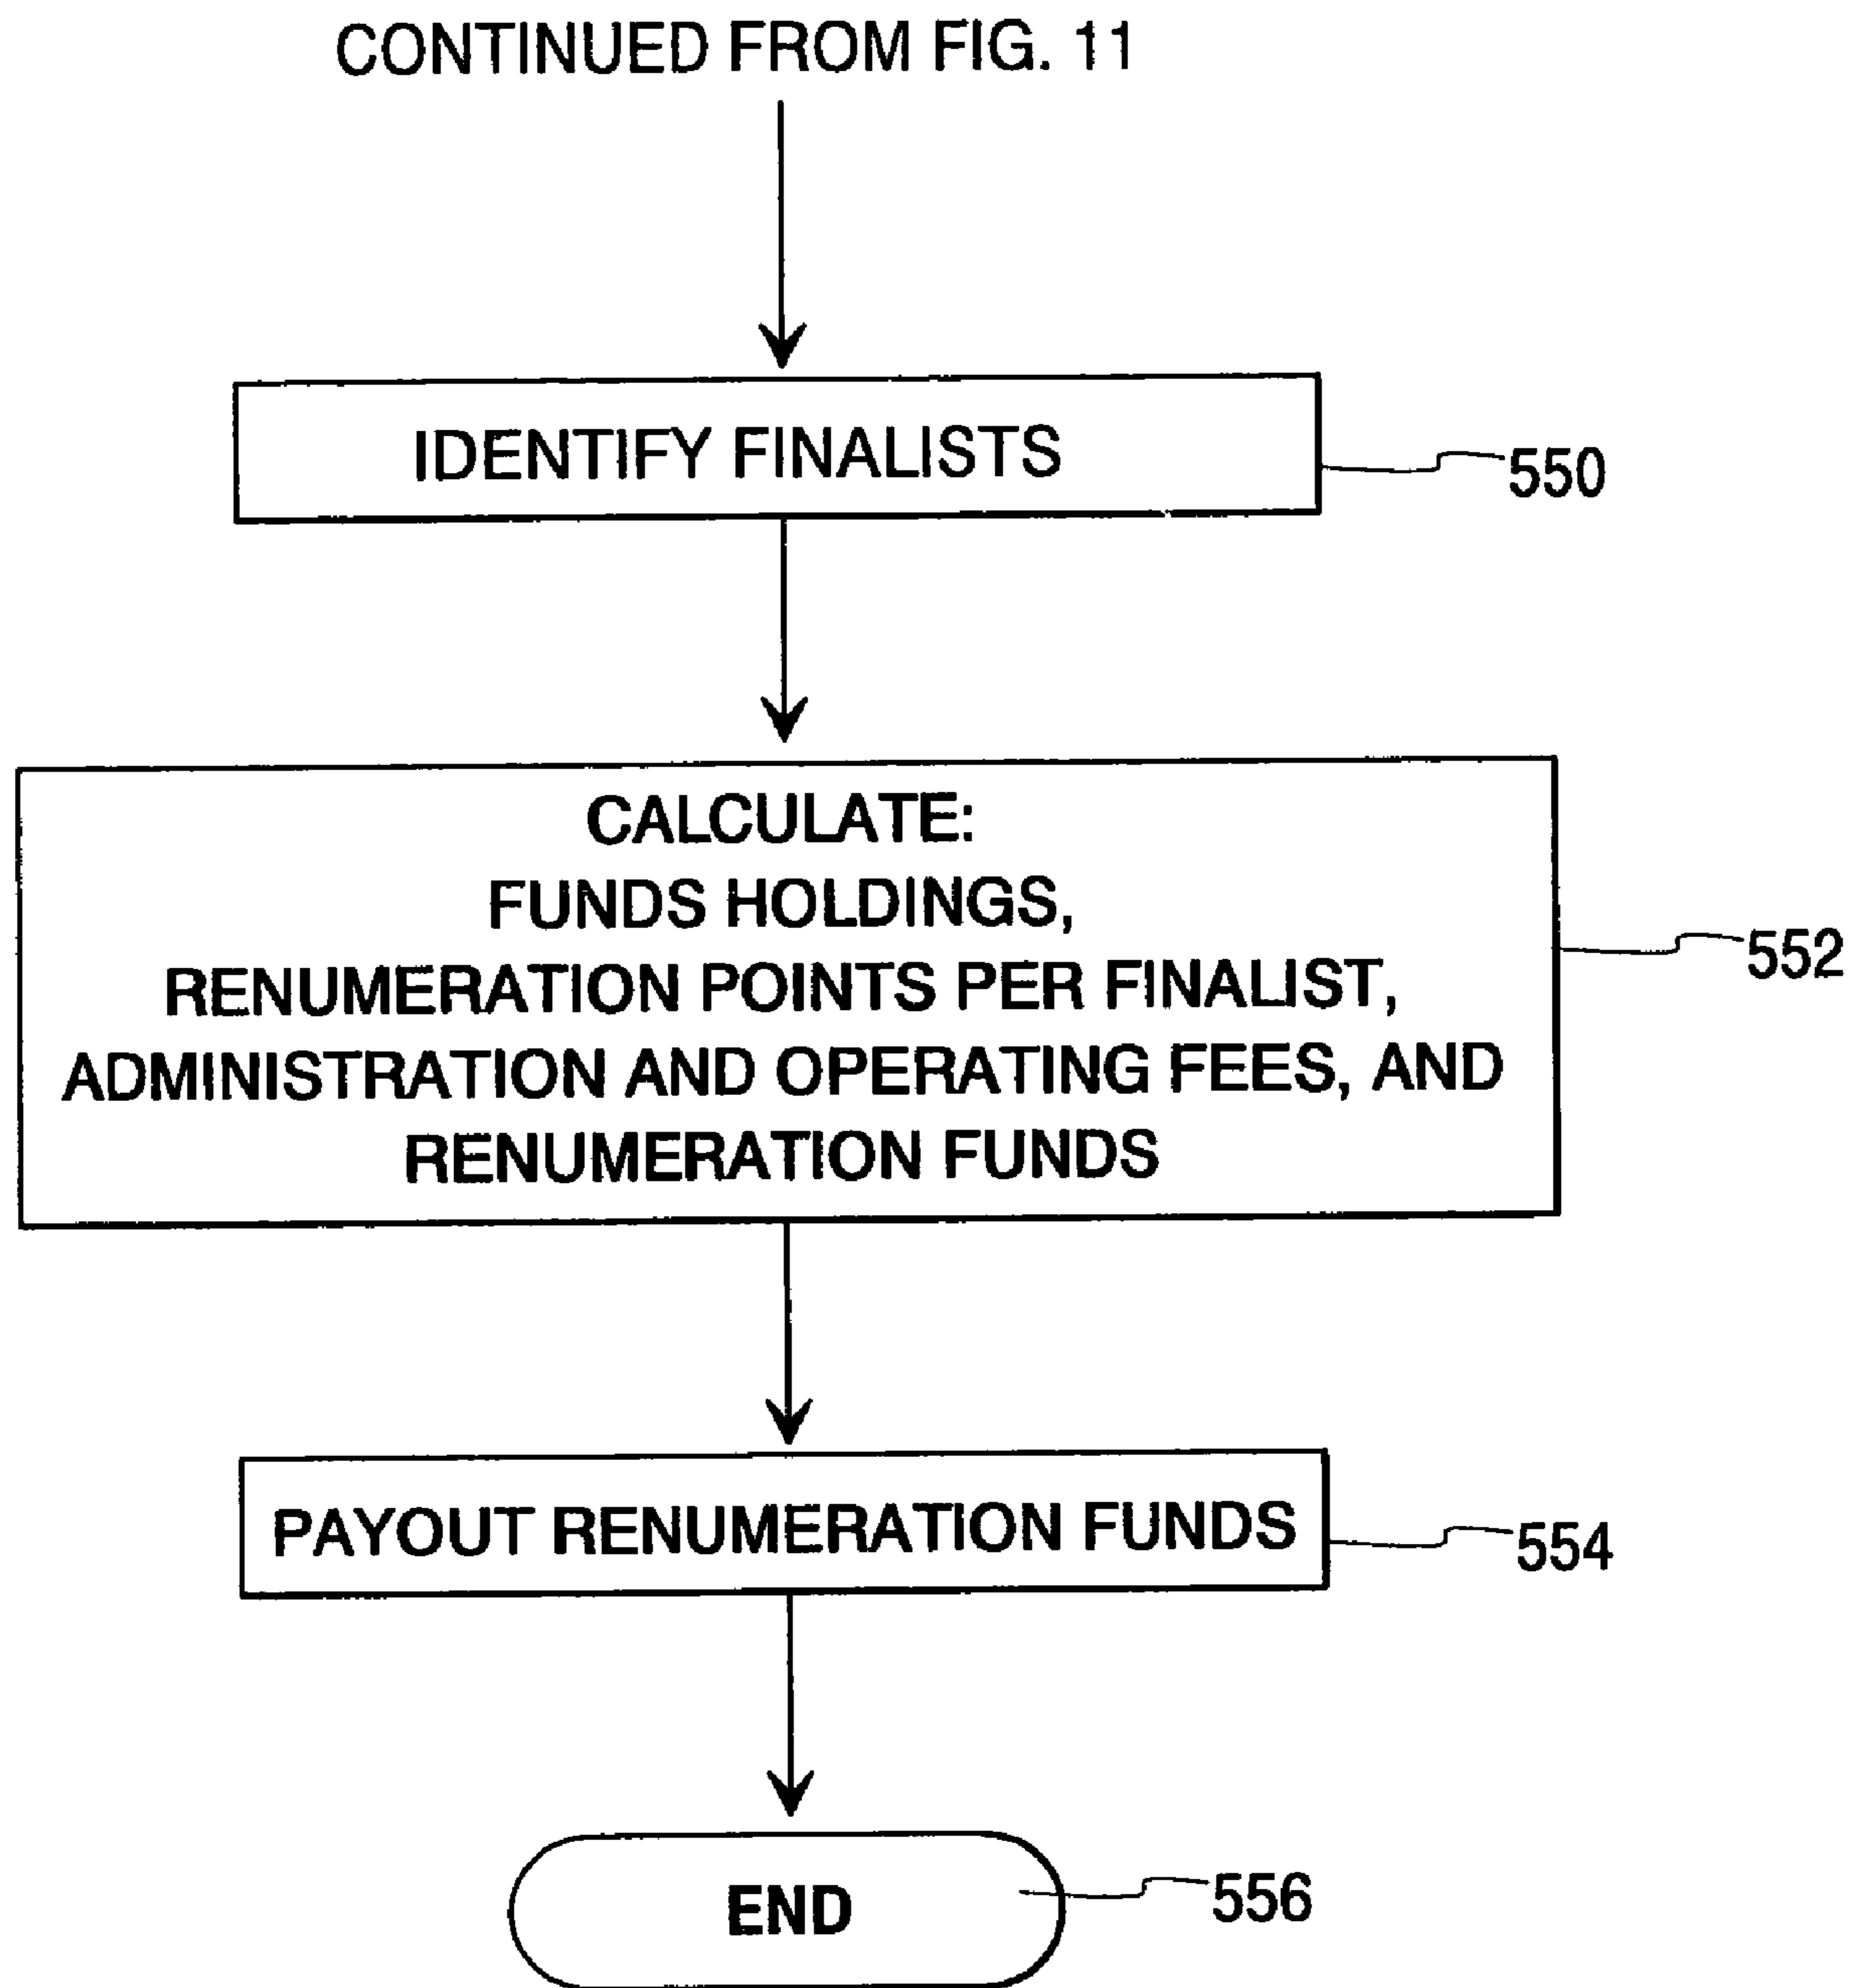 CONTINUED FROM FIG. 11
IDENTIFY FINALISTS
550
CALCULATE:
FUNDS HOLDINGS,
RENUMERATION POINTS PER FINALIST,
ADMINISTRATION AND OPERATING FEES, AND
RENUMERATION FUNDS
552
PAYOUT RENUMERATION FUNDS
554
END
556